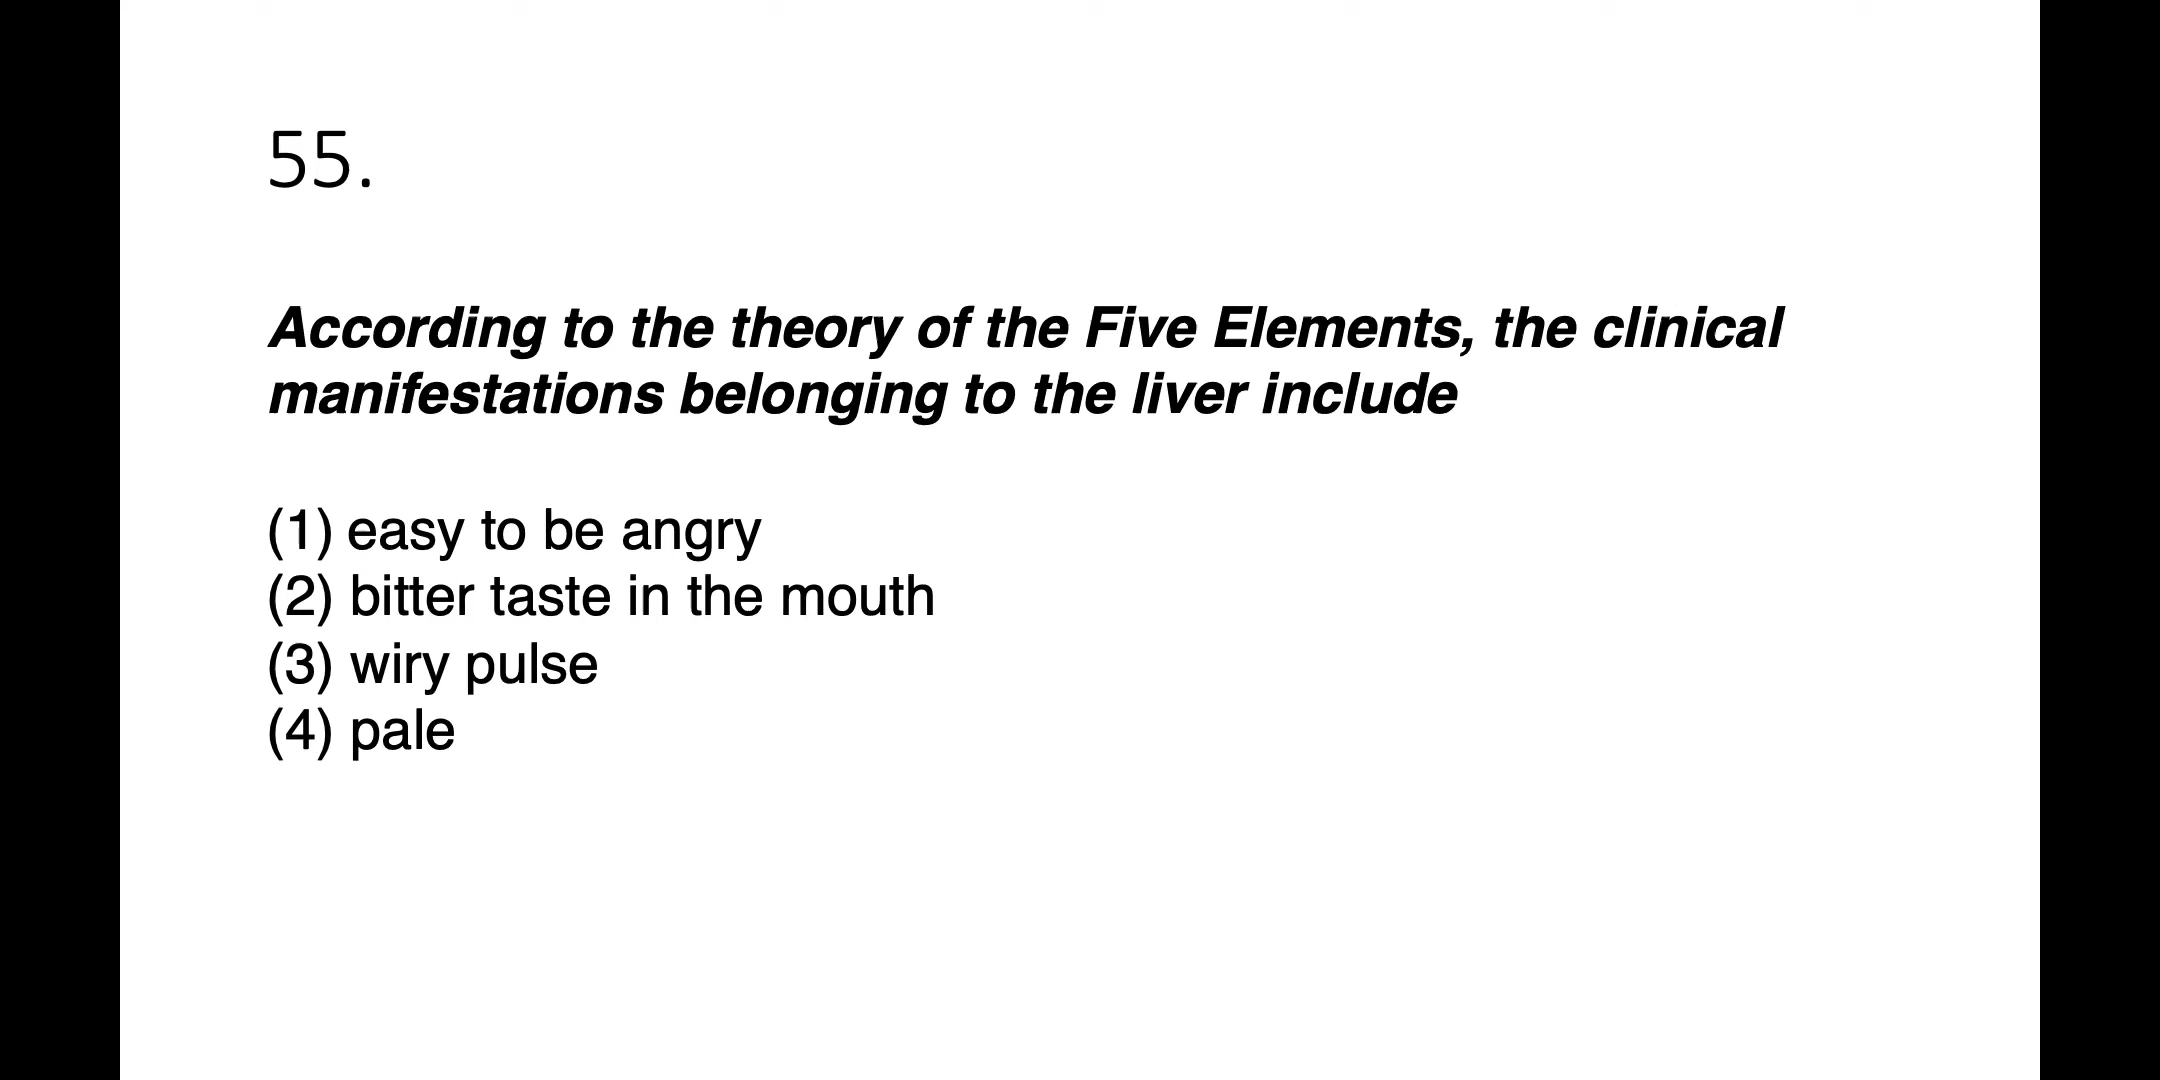 55.
According to the theory of the Five Elements, the clinical
manifestations belonging to the liver include
(1) easy to be angry
(2) bitter taste in the mouth
(3) wiry pulse
(4) pale